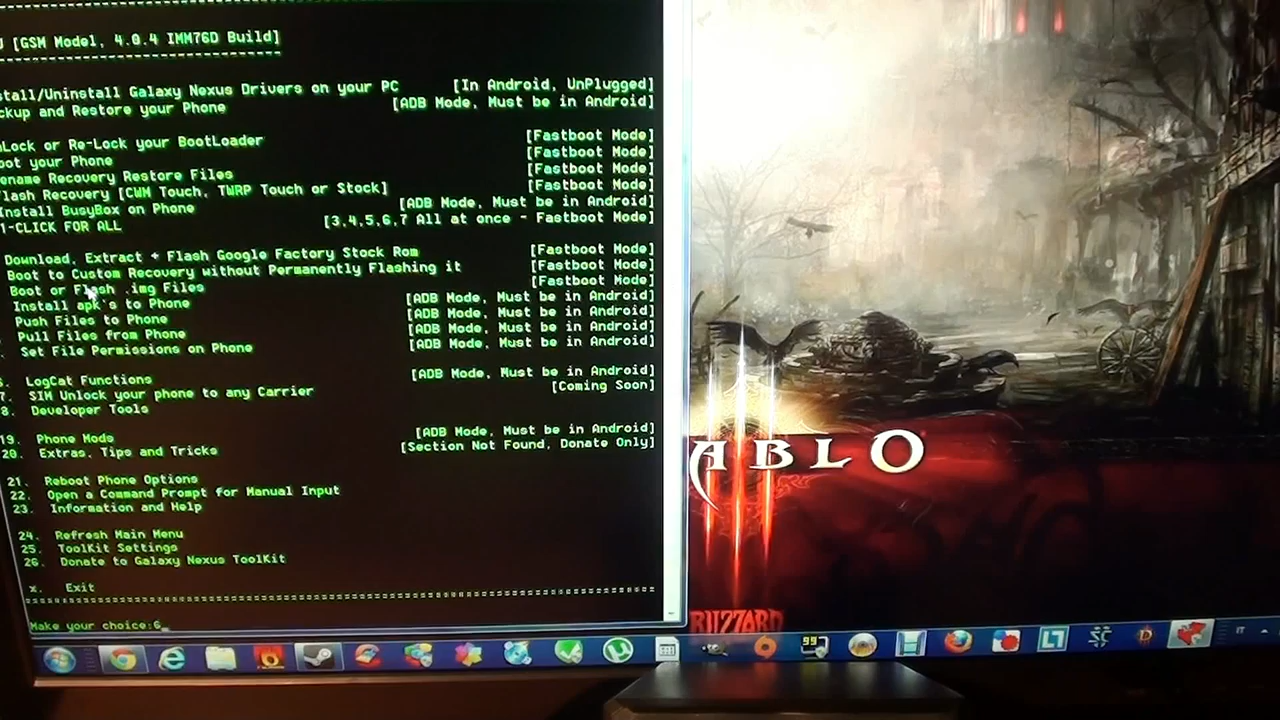 [GSM Model, 4.0.4 IMM76D Build]
stall/Uninstall Galaxy Nexus Drivers on your PC [In Android, UnPlugged]
ckup and Restore your Phone [ADB Mode, Must be in Android]
Lock or Re-Lock your BootLoader [Fastboot Mode]
oot your Phone [Fastboot Mode]
ename Recovery Restore Files [Fastboot Mode]
lash Recovery [CWM Touch, TWRP Touch or Stock] [Fastboot Mode]
Install BusyBox on Phone [ADB Mode, Must be in Android]
1-CLICK FOR ALL [3,4,5,6,7 All at once - Fastboot Mode]
Download, Extract + Flash Google Factory Stock Rom [Fastboot Mode]
Boot to Custom Recovery without Permanently Flashing it [Fastboot Mode]
Boot or Flash .img Files [Fastboot Mode]
Install apk's to Phone [ADB Mode, Must be in Android]
Push Files to Phone [ADB Mode, Must be in Android]
Pull Files from Phone [ADB Mode, Must be in Android]
. Set File Permissions on Phone [ADB Mode, Must be in Android]
. LogCat Functions [ADB Mode, Must be in Android]
7. SIM Unlock your phone to any Carrier [Coming Soon]
8. Developer Tools
19. Phone Mods [ADB Mode, Must be in Android]
20. Extras, Tips and Tricks [Section Not Found, Donate Only]
21. Reboot Phone Options
22. Open a Command Prompt for Manual Input
23. Information and Help
24. Refresh Main Menu
25. ToolKit Settings
26. Donate to Galaxy Nexus ToolKit
x. Exit
Make your choice:6_
ABLO
BLIZZARD
IT